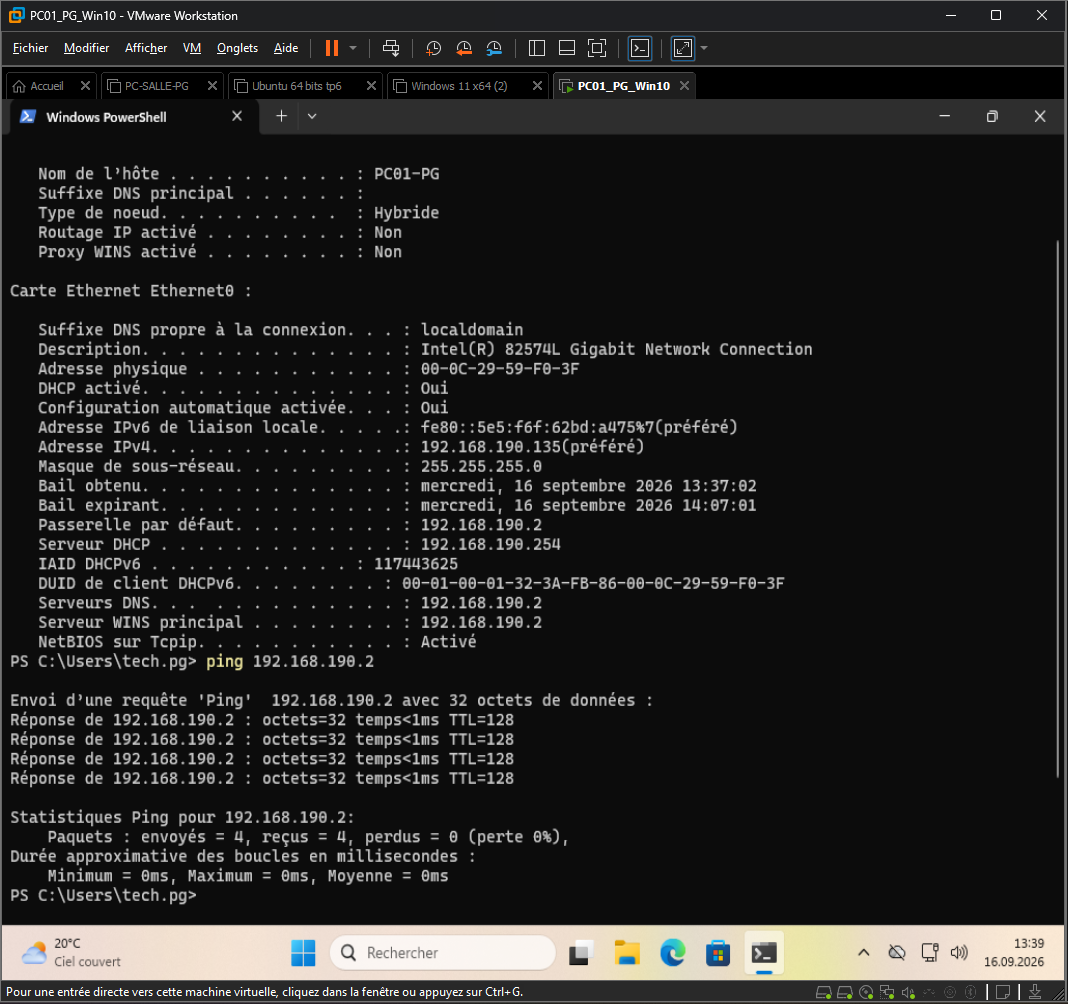 PC01_PG_Win10 - VMware Workstation
Fichier Modifier Afficher VM Onglets Aide
Accueil PC-SALLE-PG Ubuntu 64 bits tp6 Windows 11 x64 (2) PC01_PG_Win10
Windows PowerShell
Nom de l’hôte . . . . . . . . . . : PC01-PG
Suffixe DNS principal . . . . . . :
Type de noeud. . . . . . . . . . : Hybride
Routage IP activé . . . . . . . . : Non
Proxy WINS activé . . . . . . . . : Non
Carte Ethernet Ethernet0 :
Suffixe DNS propre à la connexion. . . : localdomain
Description. . . . . . . . . . . . . . : Intel(R) 82574L Gigabit Network Connection
Adresse physique . . . . . . . . . . . : 00-0C-29-59-F0-3F
DHCP activé. . . . . . . . . . . . . . : Oui
Configuration automatique activée. . . : Oui
Adresse IPv6 de liaison locale. . . . .: fe80::5e5:f6f:62bd:a475%7(préféré)
Adresse IPv4. . . . . . . . . . . . . .: 192.168.190.135(préféré)
Masque de sous-réseau. . . . . . . . . : 255.255.255.0
Bail obtenu. . . . . . . . . . . . . . : mercredi, 16 septembre 2026 13:37:02
Bail expirant. . . . . . . . . . . . . : mercredi, 16 septembre 2026 14:07:01
Passerelle par défaut. . . . . . . . . : 192.168.190.2
Serveur DHCP . . . . . . . . . . . . . : 192.168.190.254
IAID DHCPv6 . . . . . . . . . . . : 117443625
DUID de client DHCPv6. . . . . . . . : 00-01-00-01-32-3A-FB-86-00-0C-29-59-F0-3F
Serveurs DNS. . . . . . . . . . . . . : 192.168.190.2
Serveur WINS principal . . . . . . . . : 192.168.190.2
NetBIOS sur Tcpip. . . . . . . . . . . : Activé
PS C:\Users\tech.pg> ping 192.168.190.2
Envoi d’une requête 'Ping'  192.168.190.2 avec 32 octets de données :
Réponse de 192.168.190.2 : octets=32 temps<1ms TTL=128
Réponse de 192.168.190.2 : octets=32 temps<1ms TTL=128
Réponse de 192.168.190.2 : octets=32 temps<1ms TTL=128
Réponse de 192.168.190.2 : octets=32 temps<1ms TTL=128
Statistiques Ping pour 192.168.190.2:
Paquets : envoyés = 4, reçus = 4, perdus = 0 (perte 0%),
Durée approximative des boucles en millisecondes :
Minimum = 0ms, Maximum = 0ms, Moyenne = 0ms
PS C:\Users\tech.pg>
20°C
Ciel couvert
Rechercher
13:39
16.09.2026
Pour une entrée directe vers cette machine virtuelle, cliquez dans la fenêtre ou appuyez sur Ctrl+G.